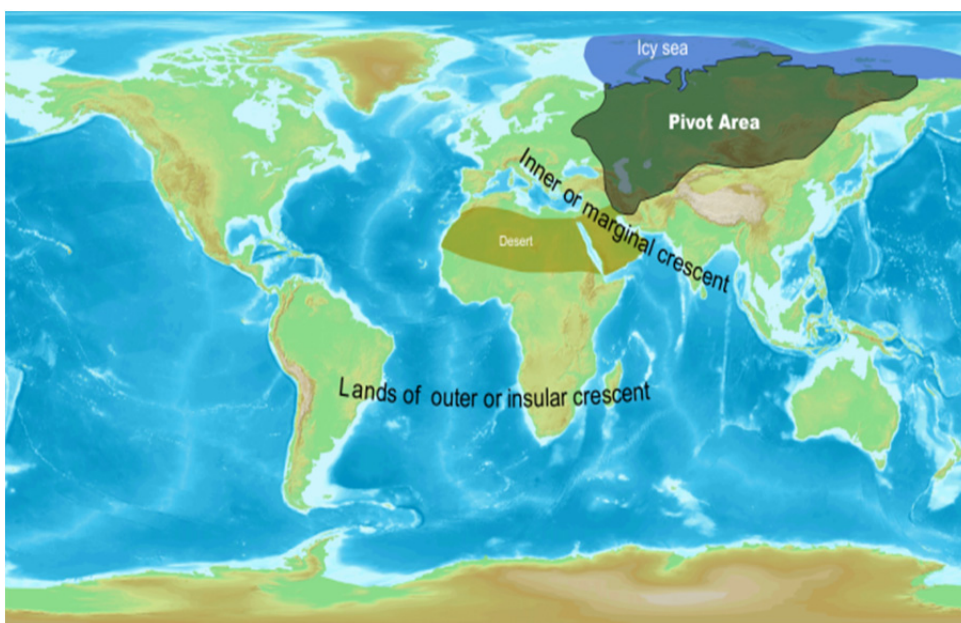 Icy sea
Pivot Area
Inner or marginal crescent
Desert
Lands of outer or insular crescent